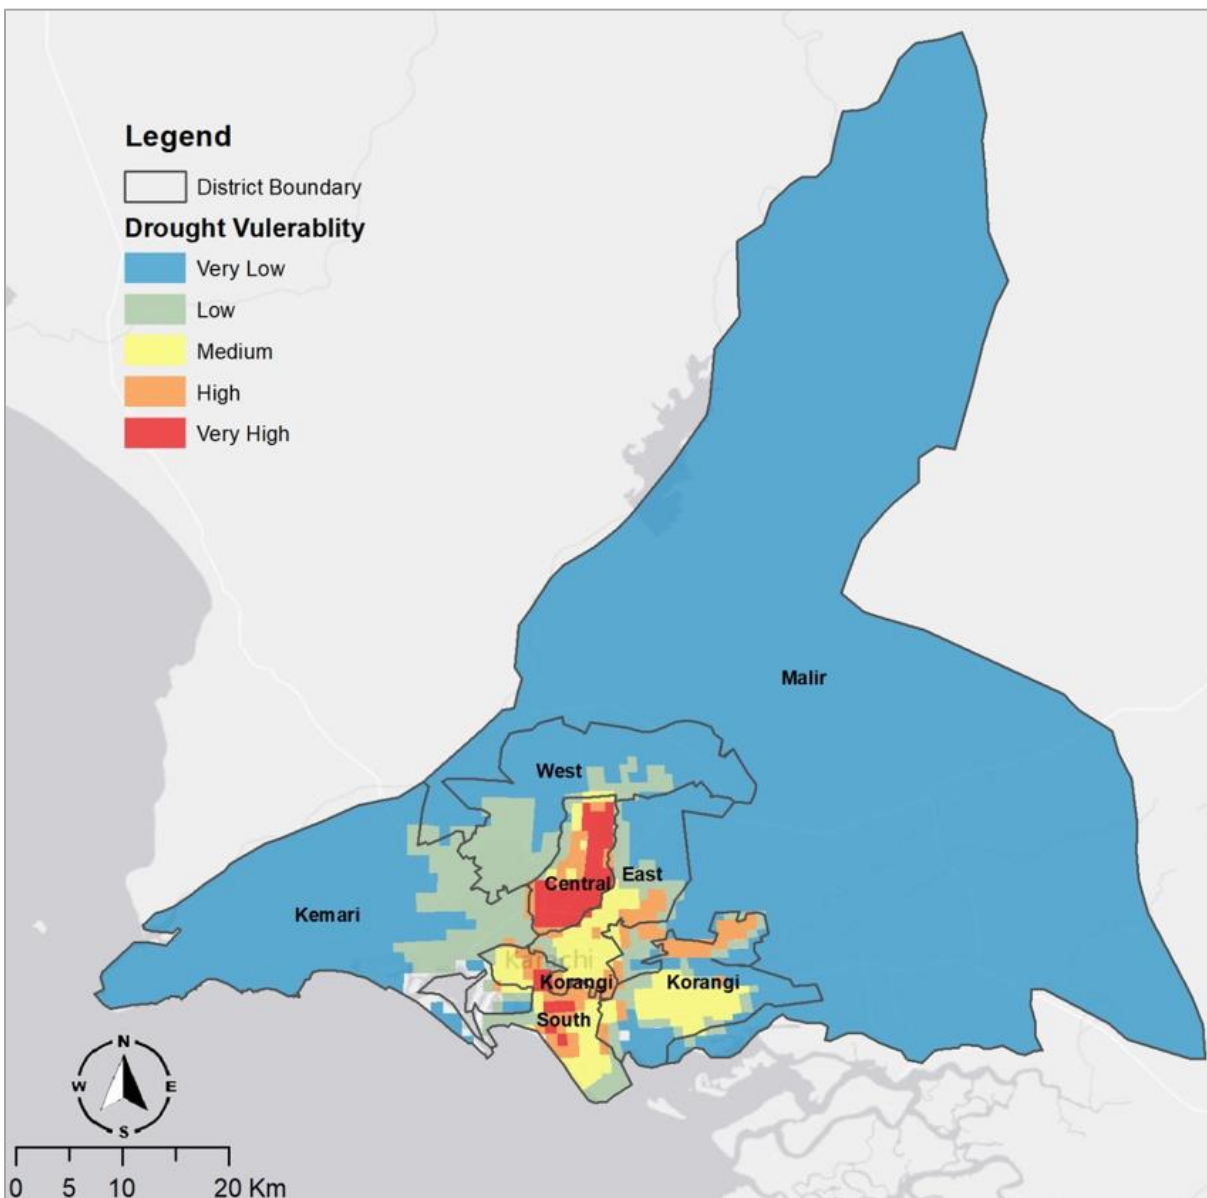 Legend
District Boundary
Drought Vulerablity
Very Low
Low
Medium
High
Very High
Malir
West
Central
East
Kemari
Karachi
Korangi
Korangi
South
N
W E
S
0 5 10 20 Km